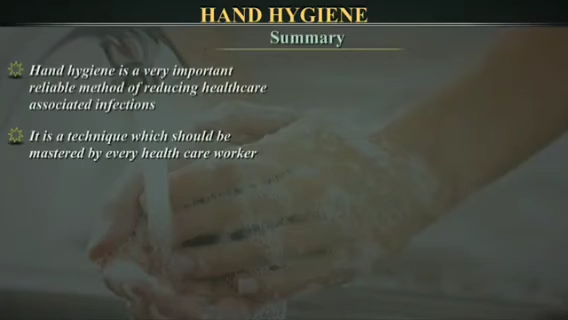 HAND HYGIENE
Summary
Hand hygiene is a very important
reliable method of reducing healthcare
associated infections
It is a technique which should be
mastered by every health care worker